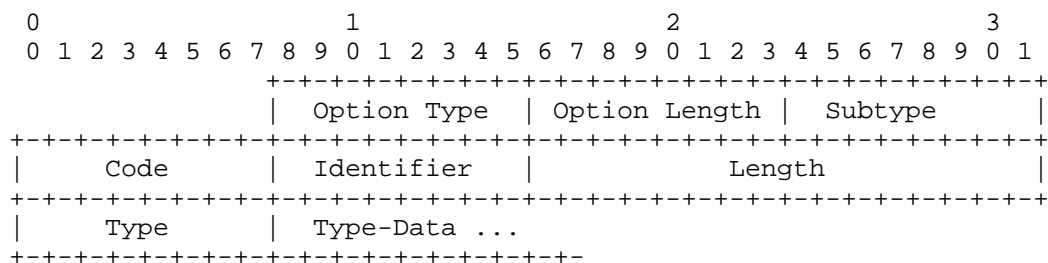 0                   1                   2                   3
 0 1 2 3 4 5 6 7 8 9 0 1 2 3 4 5 6 7 8 9 0 1 2 3 4 5 6 7 8 9 0 1
                +-+-+-+-+-+-+-+-+-+-+-+-+-+-+-+-+-+-+-+-+-+-+-+-+
                |  Option Type  | Option Length |  Subtype      |
+-+-+-+-+-+-+-+-+-+-+-+-+-+-+-+-+-+-+-+-+-+-+-+-+-+-+-+-+-+-+-+-+
|     Code      |  Identifier   |            Length             |
+-+-+-+-+-+-+-+-+-+-+-+-+-+-+-+-+-+-+-+-+-+-+-+-+-+-+-+-+-+-+-+-+
|     Type      |  Type-Data ...
+-+-+-+-+-+-+-+-+-+-+-+-+-+-+-+-+-+-